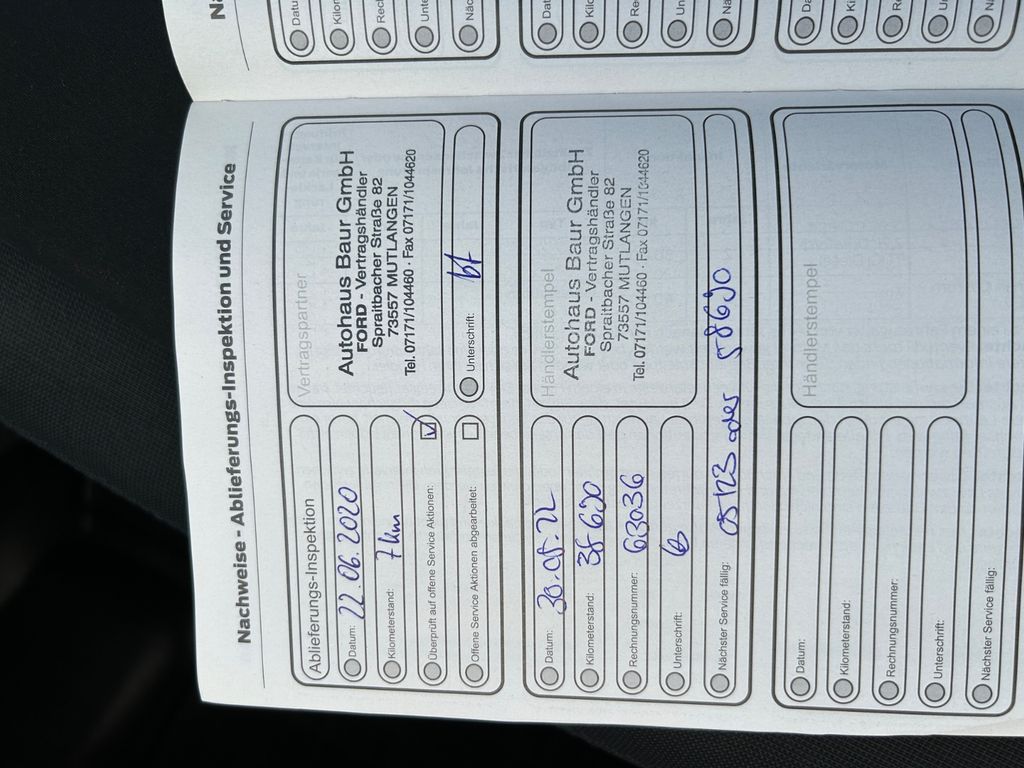 Nachweise - Ablieferungs-Inspektion und Service
Ablieferungs-Inspektion
Datum: 22.06.2020
Kilometerstand: 7 km
Überprüft auf offene Service Aktionen:
Offene Service Aktionen abgearbeitet:
Vertragspartner
Autohaus Baur GmbH
FORD - Vertragshändler
Spraitbacher Straße 82
73557 MUTLANGEN
Tel. 07171/104460 · Fax 07171/1044620
Unterschrift:
Datum: 30.05.22
Kilometerstand: 38 690
Rechnungsnummer: 63036
Unterschrift:
Nächster Service fällig: 05/23 oder 58690
Händlerstempel
Autohaus Baur GmbH
FORD - Vertragshändler
Spraitbacher Straße 82
73557 MUTLANGEN
Tel. 07171/104460 · Fax 07171/1044620
Datum:
Kilometerstand:
Rechnungsnummer:
Unterschrift:
Nächster Service fällig:
Händlerstempel